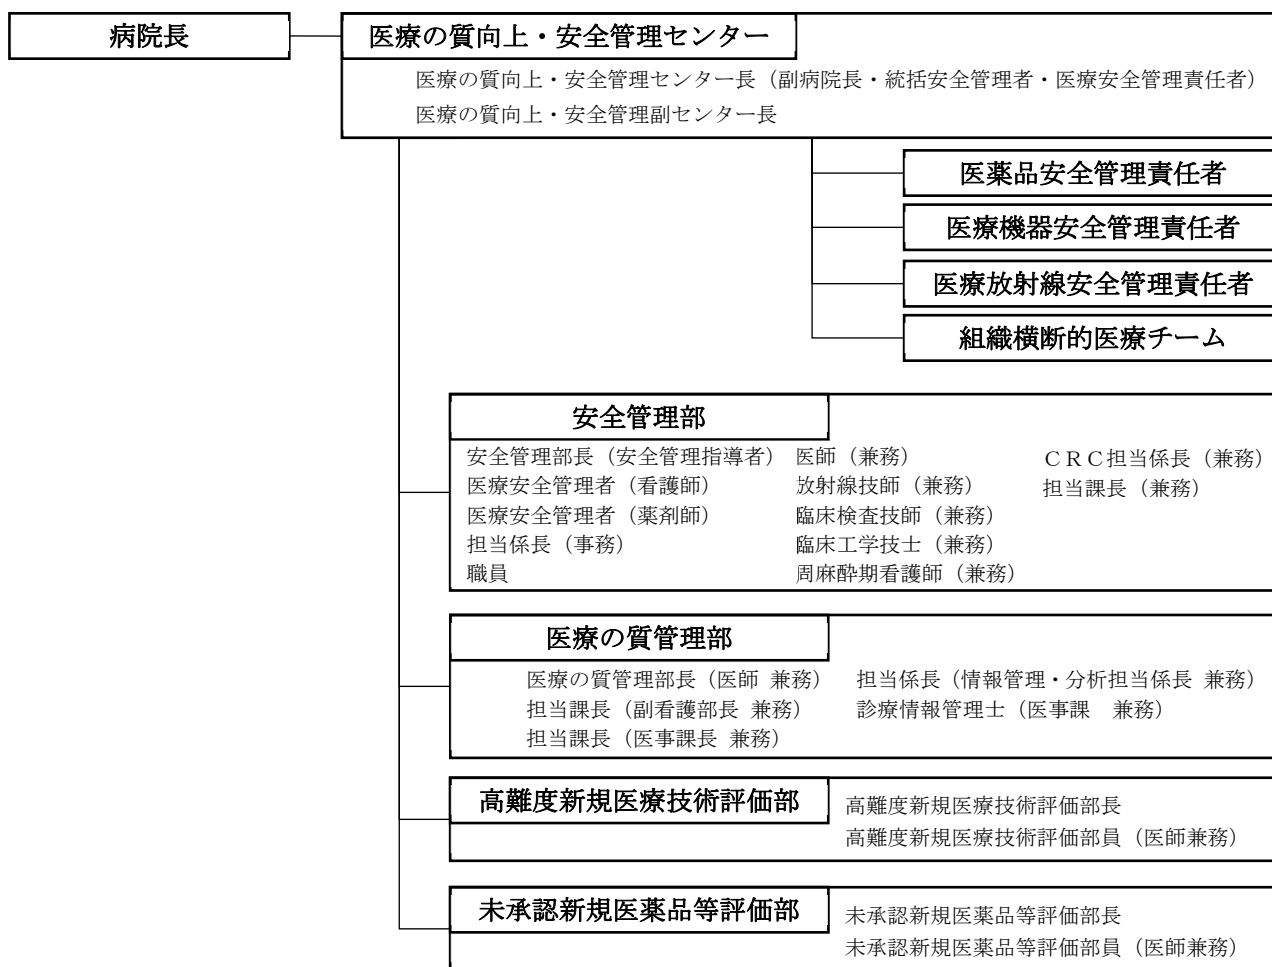 病院長
医療の質向上・安全管理センター
医療の質向上・安全管理センター長（副病院長・統括安全管理者・医療安全管理責任者）
医療の質向上・安全管理副センター長
医薬品安全管理責任者
医療機器安全管理責任者
医療放射線安全管理責任者
組織横断的医療チーム
安全管理部
安全管理部長（安全管理指導者）
医療安全管理者（看護師）
医療安全管理者（薬剤師）
担当係長（事務）
職員
医師（兼務）
放射線技師（兼務）
臨床検査技師（兼務）
臨床工学技士（兼務）
周麻酔期看護師（兼務）
ＣＲＣ担当係長（兼務）
担当課長（兼務）
医療の質管理部
医療の質管理部長（医師 兼務）
担当課長（副看護部長 兼務）
担当課長（医事課長 兼務）
担当係長（情報管理・分析担当係長 兼務）
診療情報管理士（医事課　兼務）
高難度新規医療技術評価部
高難度新規医療技術評価部長
高難度新規医療技術評価部員（医師兼務）
未承認新規医薬品等評価部
未承認新規医薬品等評価部長
未承認新規医薬品等評価部員（医師兼務）